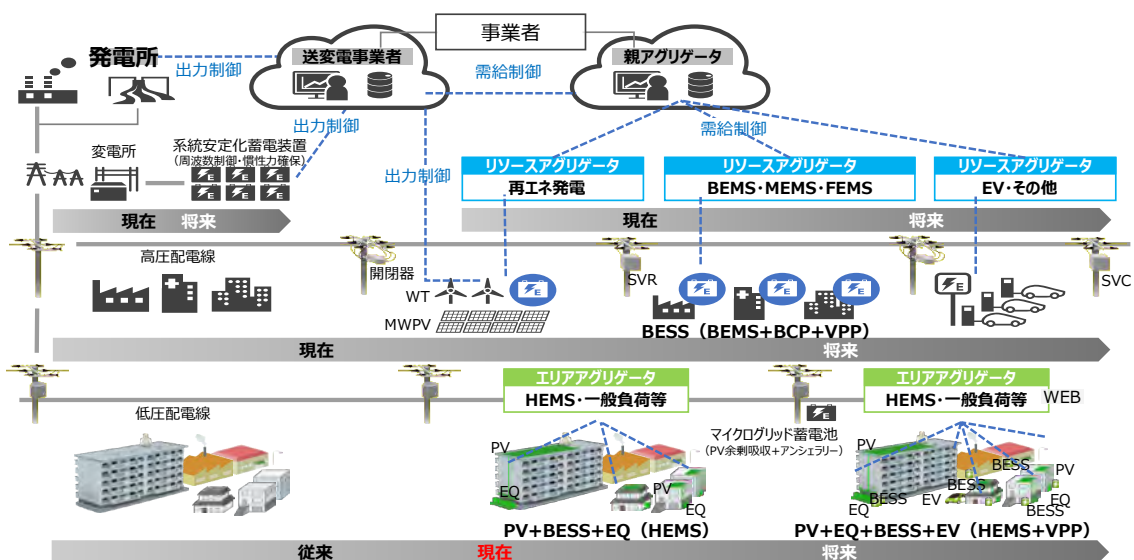 事業者
発電所
送変電事業者
親アグリゲータ
出力制御
需給制御
出力制御
需給制御
変電所
系統安定化蓄電装置
(周波数制御・慣性力確保)
出力制御
リソースアグリゲータ
再エネ発電
リソースアグリゲータ
BEMS・MEMS・FEMS
リソースアグリゲータ
EV・その他
現在 将来
現在 将来
高圧配電線
開閉器
WT
MWPV
E
SVR
E
E
E
BESS（BEMS+BCP+VPP）
E
SVC
現在 将来
エリアアグリゲータ
HEMS・一般負荷等
エリアアグリゲータ
HEMS・一般負荷等
WEB
低圧配電線
E
マイクログリッド蓄電池
(PV余剰吸収+アンシェラリー)
PV
EQ
PV
PV
EQ
PV+BESS+EQ（HEMS）
PV
EQ
BESS
EV
BESS
BESS
PV
EQ
BESS
PV+EQ+BESS+EV（HEMS+VPP）
従来 現在 将来